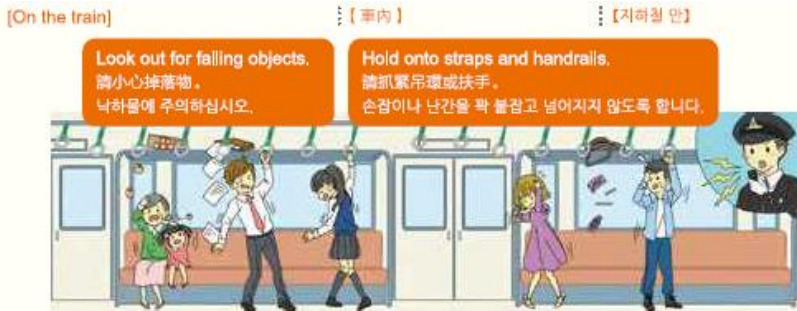 [On the train]
【車內】
【지하철 안】
Look out for falling objects.
請小心掉落物。
낙하물에 주의하십시오.
Hold onto straps and handrails.
請抓緊吊環或扶手。
손잡이나 난간을 꽉 붙잡고 넘어지지 않도록 합니다.